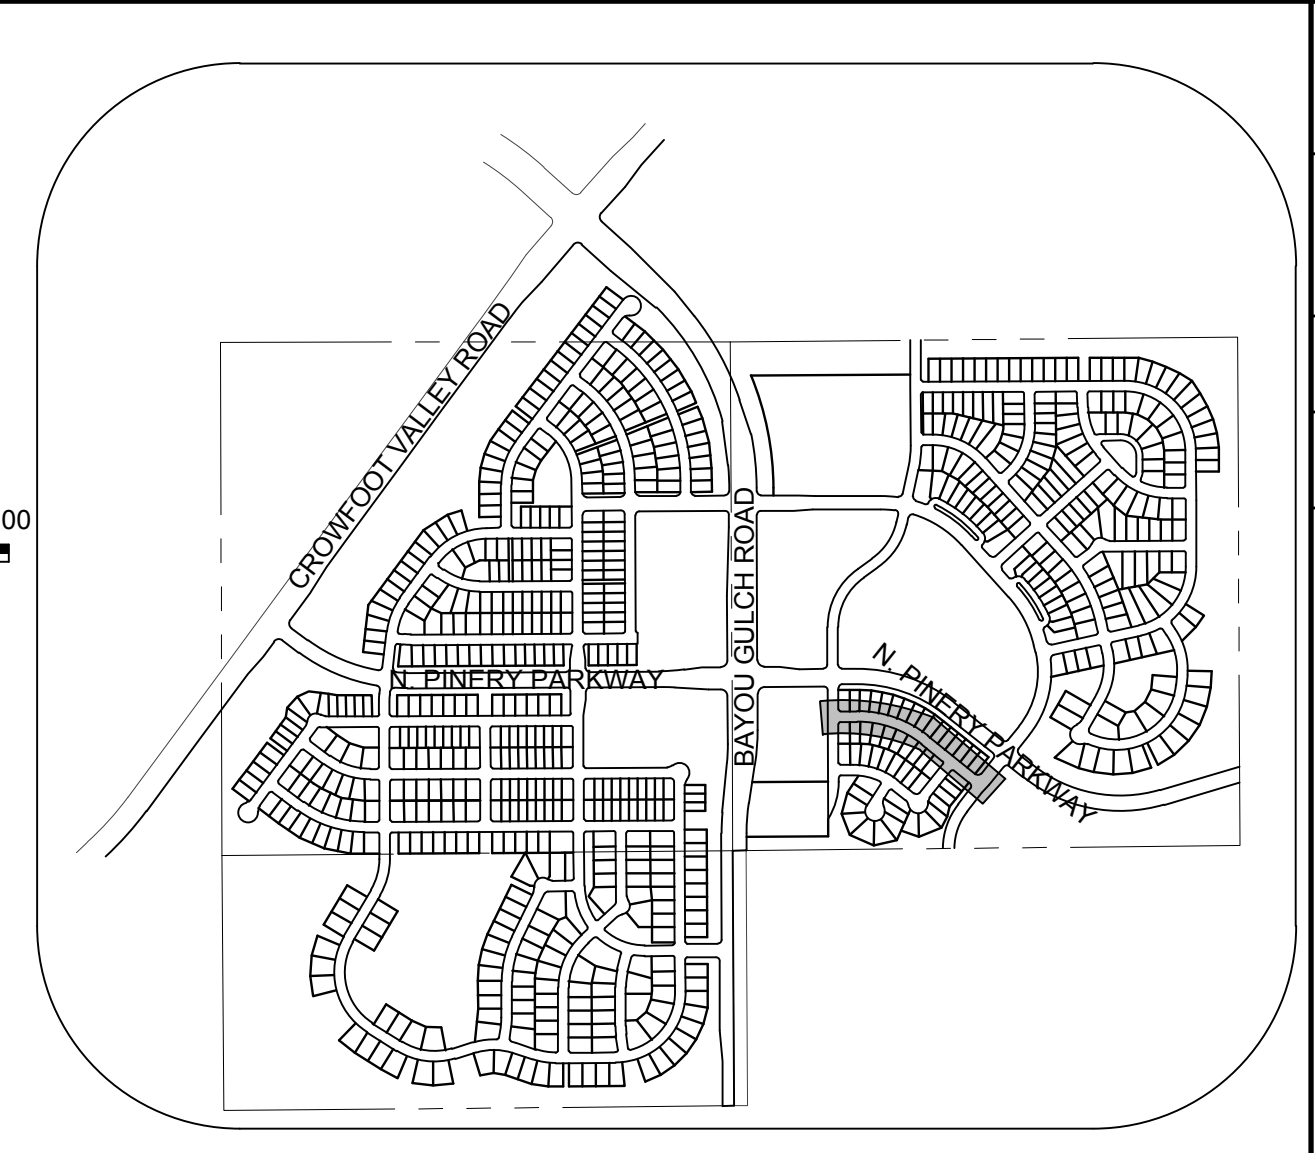 CROWFOOT VALLEY ROAD
00
BAYOU GULCH ROAD
N. PINERY PARKWAY
N. PINERY PARKWAY